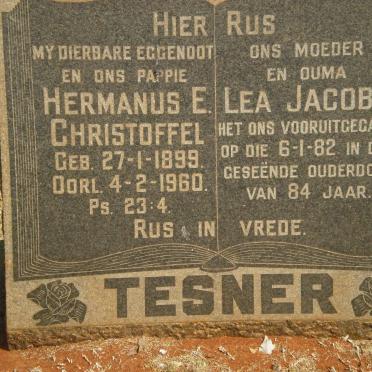 HIER RUS
MY DIERBARE EGGENOOT
EN ONS PAPPIE
HERMANUS E.
CHRISTOFFEL
GEB. 27-1-1899.
OORL. 4-2-1960.
PS. 23:4.
ONS MOEDER
EN OUMA
LEA JACOB
HET ONS VOORUITGEGA
OP DIE 6-1-82 IN
GESEËNDE OUDERDO
VAN 84 JAAR.
RUS IN VREDE.
TESNER